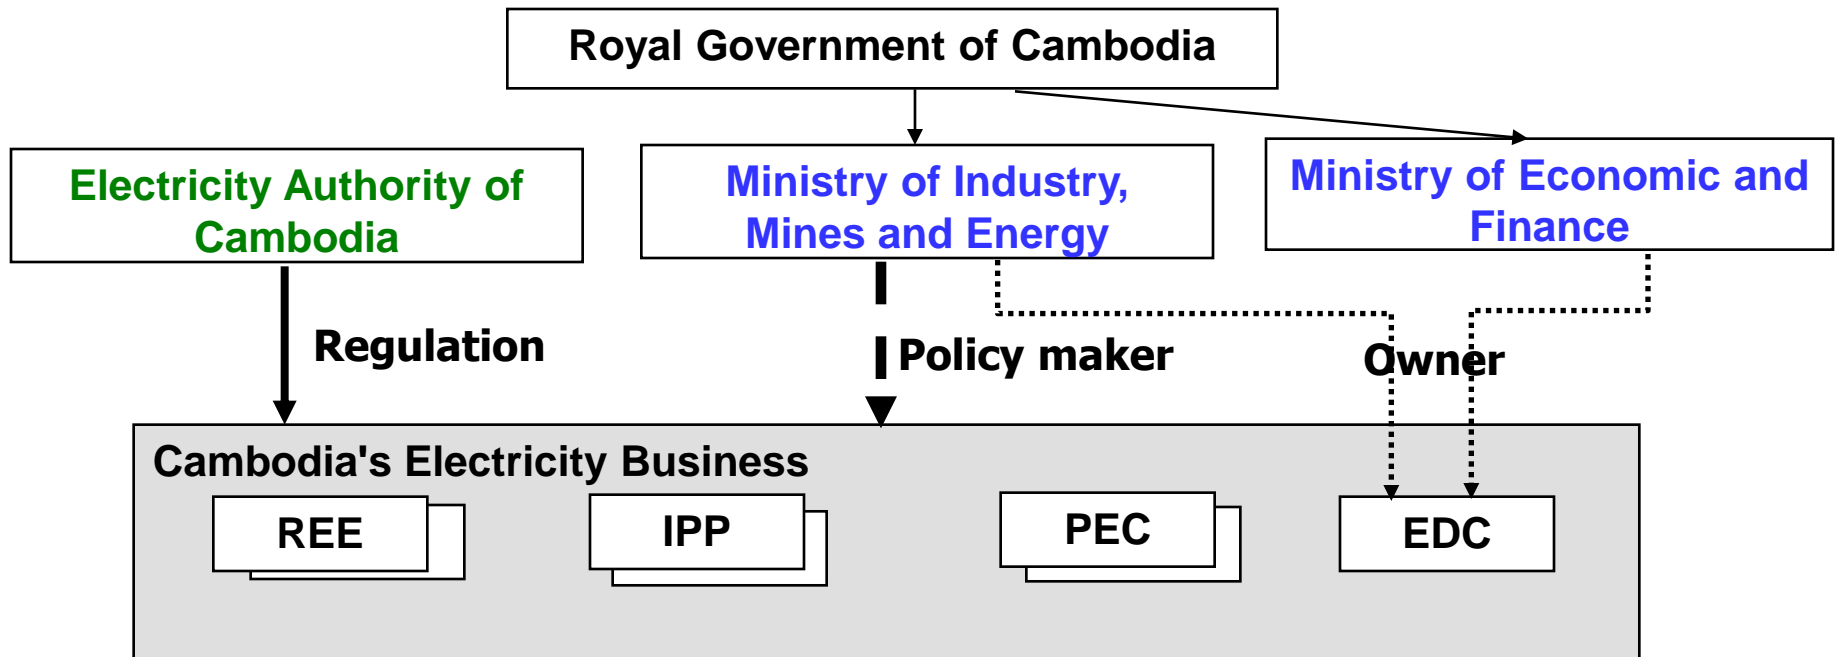 Royal Government of Cambodia
Electricity Authority of
Cambodia
Ministry of Industry,
Mines and Energy
Ministry of Economic and
Finance
Regulation
Policy maker
Owner
Cambodia's Electricity Business
REE
IPP
PEC
EDC